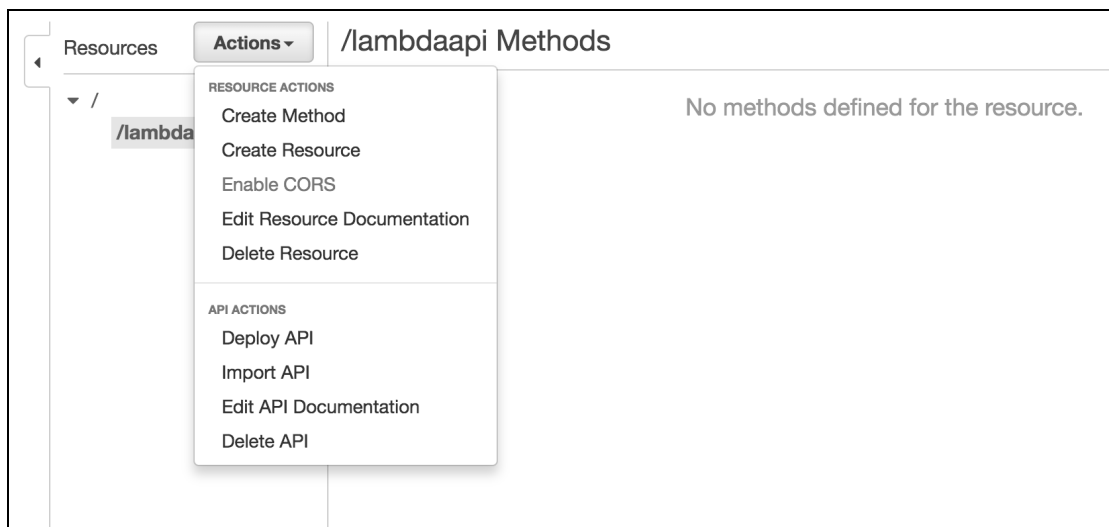 Resources
Actions
/lambdaapi Methods
RESOURCE ACTIONS
/
Create Method
No methods defined for the resource.
/lambda
Create Resource
Enable CORS
Edit Resource Documentation
Delete Resource
API ACTIONS
Deploy API
Import API
Edit API Documentation
Delete API